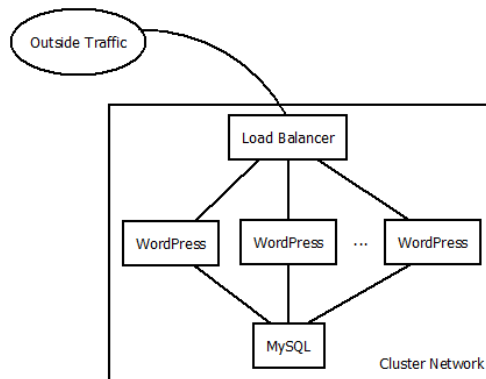 Outside Traffic
Load Balancer
WordPress
WordPress
...
WordPress
MySQL
Cluster Network